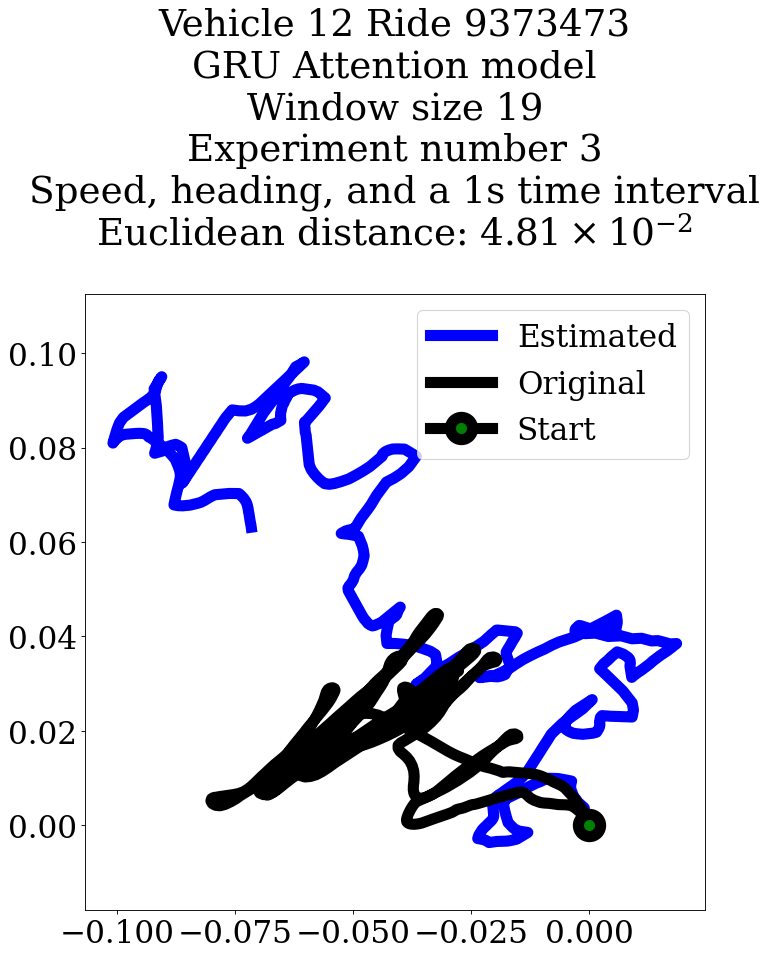 Vehicle 12 Ride 9373473
GRU Attention model
Window size 19
Experiment number 3
Speed, heading, and a 1s time interval
Euclidean distance: 4.81 × 10⁻²
Estimated
Original
Start
0.10
0.08
0.06
0.04
0.02
0.00
−0.100 −0.075 −0.050 −0.025 0.000